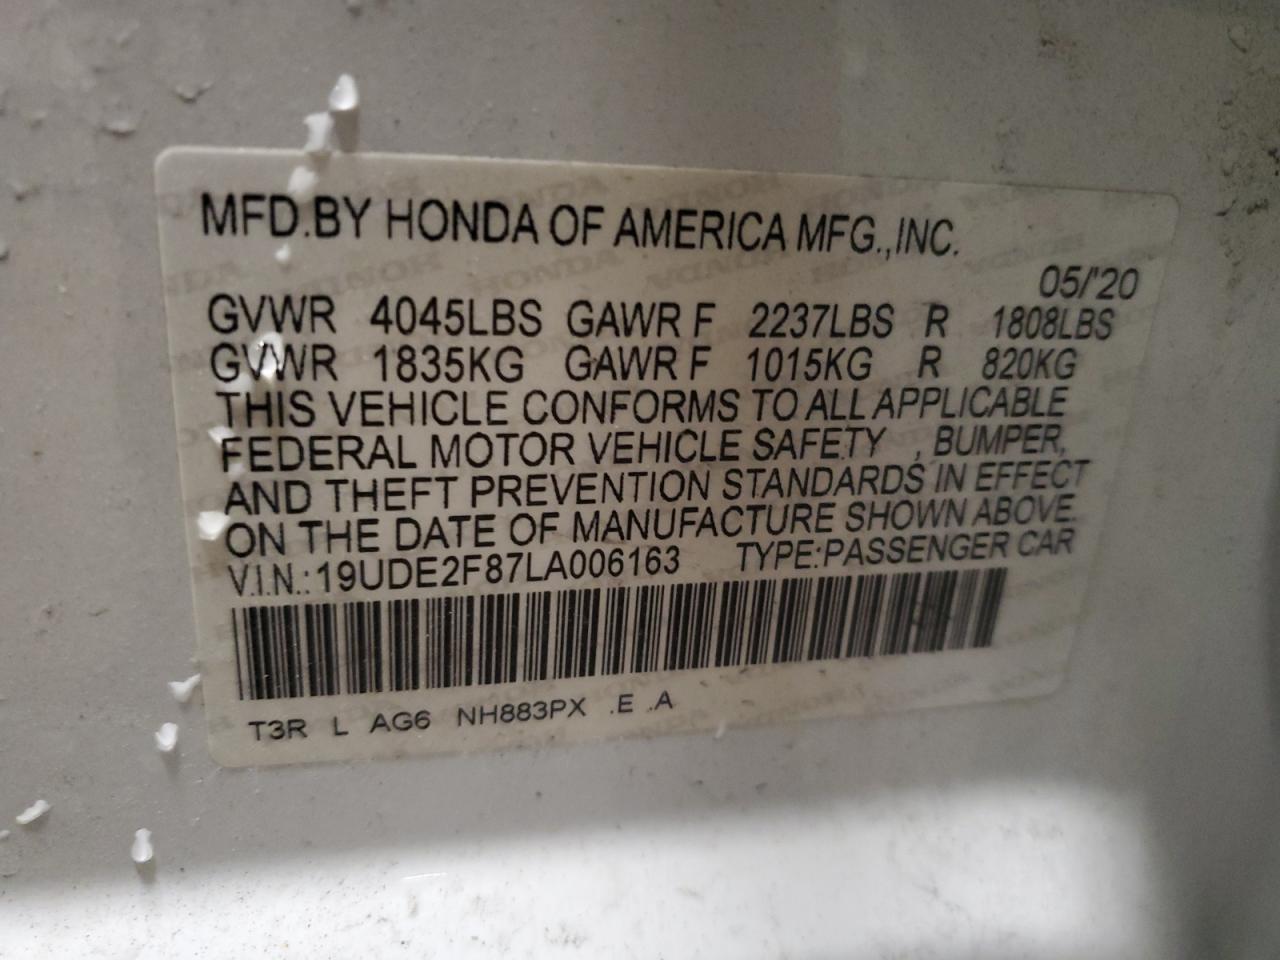 MFD.BY HONDA OF AMERICA MFG.,INC.
05/'20
GVWR 4045LBS GAWR F 2237LBS R 1808LBS
GVWR 1835KG GAWR F 1015KG R 820KG
THIS VEHICLE CONFORMS TO ALL APPLICABLE
FEDERAL MOTOR VEHICLE SAFETY , BUMPER,
AND THEFT PREVENTION STANDARDS IN EFFECT
ON THE DATE OF MANUFACTURE SHOWN ABOVE.
V.I.N.: 19UDE2F87LA006163 TYPE:PASSENGER CAR
T3R L AG6 NH883PX .E .A